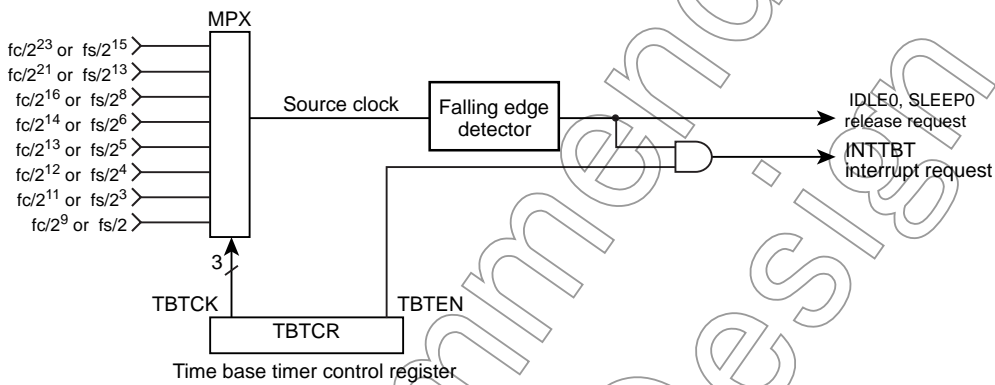 MPX
fc/2^23 or fs/2^15
fc/2^21 or fs/2^13
fc/2^16 or fs/2^8
fc/2^14 or fs/2^6
fc/2^13 or fs/2^5
fc/2^12 or fs/2^4
fc/2^11 or fs/2^3
fc/2^9 or fs/2
Source clock
Falling edge
detector
IDLE0, SLEEP0
release request
INTTBT
interrupt request
3
TBTCK
TBTEN
TBTCR
Time base timer control register